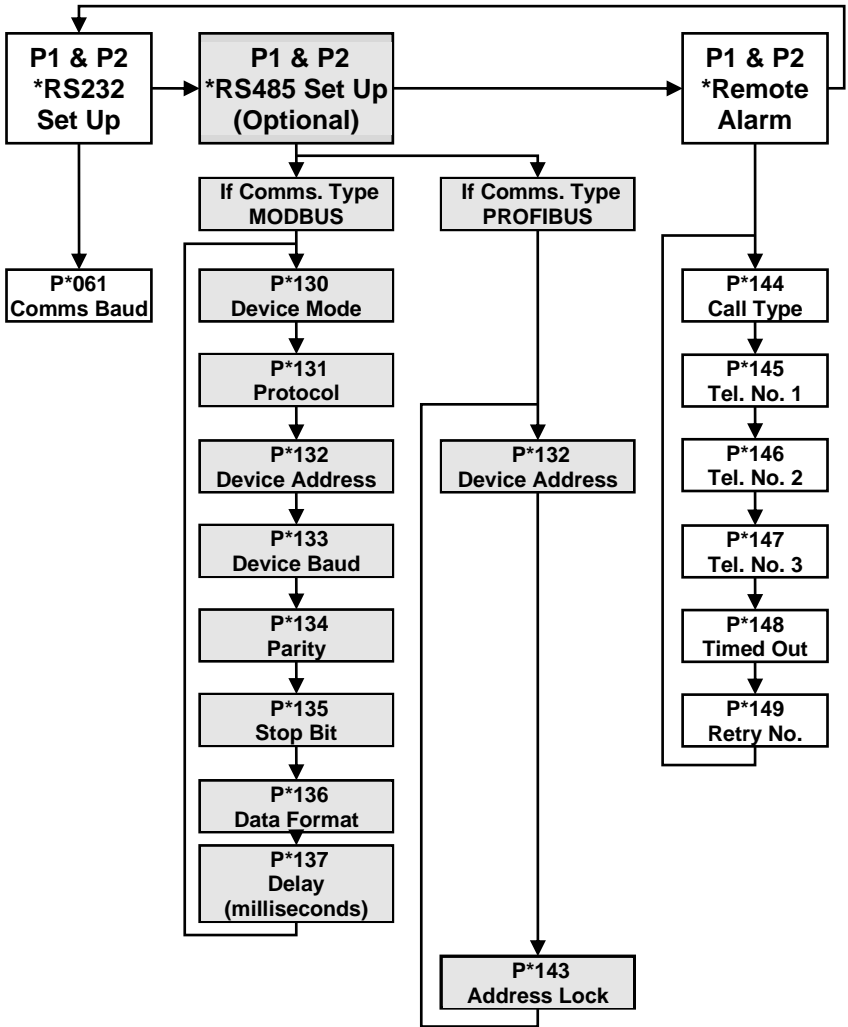 P1 & P2
*RS232
Set Up
P1 & P2
*RS485 Set Up
(Optional)
P1 & P2
*Remote
Alarm
If Comms. Type
MODBUS
If Comms. Type
PROFIBUS
P*061
Comms Baud
P*130
Device Mode
P*131
Protocol
P*132
Device Address
P*133
Device Baud
P*134
Parity
P*135
Stop Bit
P*136
Data Format
P*137
Delay
(milliseconds)
P*132
Device Address
P*143
Address Lock
P*144
Call Type
P*145
Tel. No. 1
P*146
Tel. No. 2
P*147
Tel. No. 3
P*148
Timed Out
P*149
Retry No.